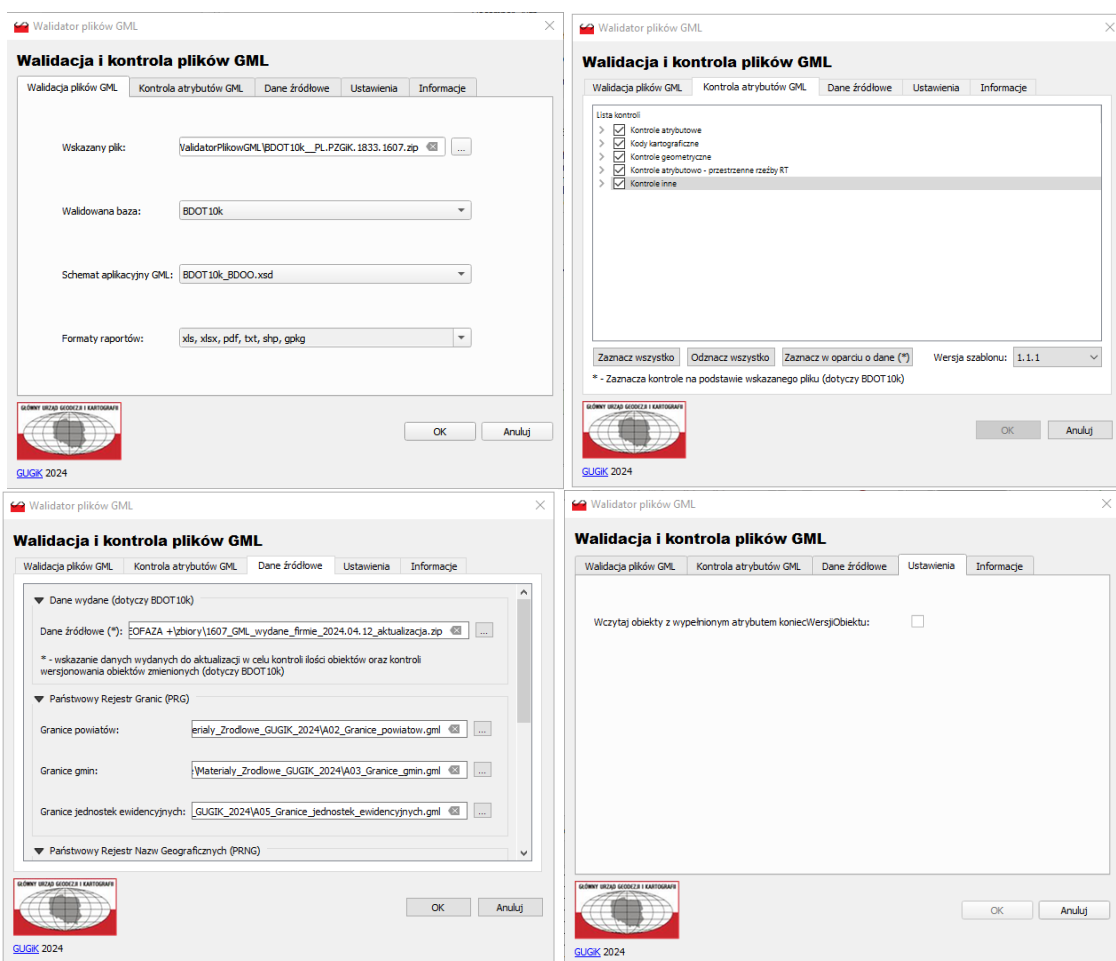 Walidator plików GML
Walidacja i kontrola plików GML
Walidacja plików GML Kontrola atrybutów GML Dane źródłowe Ustawienia Informacje
Wskazany plik: ValidatorPlikowGML\BDOT10k__PL.PZGiK.1833.1607.zip ...
Walidowana baza: BDOT10k
Schemat aplikacyjny GML: BDOT10k_BDOO.xsd
Formaty raportów: xls, xlsx, pdf, txt, shp, gpkg
GŁÓWNY URZĄD GEODEZJI I KARTOGRAFII
OK Anuluj
GUGiK 2024
Walidator plików GML
Walidacja i kontrola plików GML
Walidacja plików GML Kontrola atrybutów GML Dane źródłowe Ustawienia Informacje
Lista kontroli
Kontrole atrybutowe
Kody kartograficzne
Kontrole geometryczne
Kontrole atrybutowo - przestrzenne rzeźby RT
Kontrole inne
Zaznacz wszystko Odznacz wszystko Zaznacz w oparciu o dane (*) Wersja szablonu: 1.1.1
* - Zaznacza kontrole na podstawie wskazanego pliku (dotyczy BDOT10k)
GŁÓWNY URZĄD GEODEZJI I KARTOGRAFII
OK Anuluj
GUGiK 2024
Walidator plików GML
Walidacja i kontrola plików GML
Walidacja plików GML Kontrola atrybutów GML Dane źródłowe Ustawienia Informacje
Dane wydane (dotyczy BDOT10k)
Dane źródłowe (*): EOFAZA +\zbiory\1607_GML_wydane_firmie_2024.04.12_aktualizacja.zip ...
* - wskazanie danych wydanych do aktualizacji w celu kontroli ilości obiektów oraz kontroli
wersjonowania obiektów zmienionych (dotyczy BDOT10k)
Państwowy Rejestr Granic (PRG)
Granice powiatów: erialy_Zrodlowe_GUGIK_2024\A02_Granice_powiatow.gml ...
Granice gmin: :\Materialy_Zrodlowe_GUGIK_2024\A03_Granice_gmin.gml ...
Granice jednostek ewidencyjnych: _GUGIK_2024\A05_Granice_jednostek_ewidencyjnych.gml ...
Państwowy Rejestr Nazw Geograficznych (PRNG)
GŁÓWNY URZĄD GEODEZJI I KARTOGRAFII
OK Anuluj
GUGiK 2024
Walidator plików GML
Walidacja i kontrola plików GML
Walidacja plików GML Kontrola atrybutów GML Dane źródłowe Ustawienia Informacje
Wczytaj obiekty z wypełnionym atrybutem koniecWersjiObiektu:
GŁÓWNY URZĄD GEODEZJI I KARTOGRAFII
OK Anuluj
GUGiK 2024